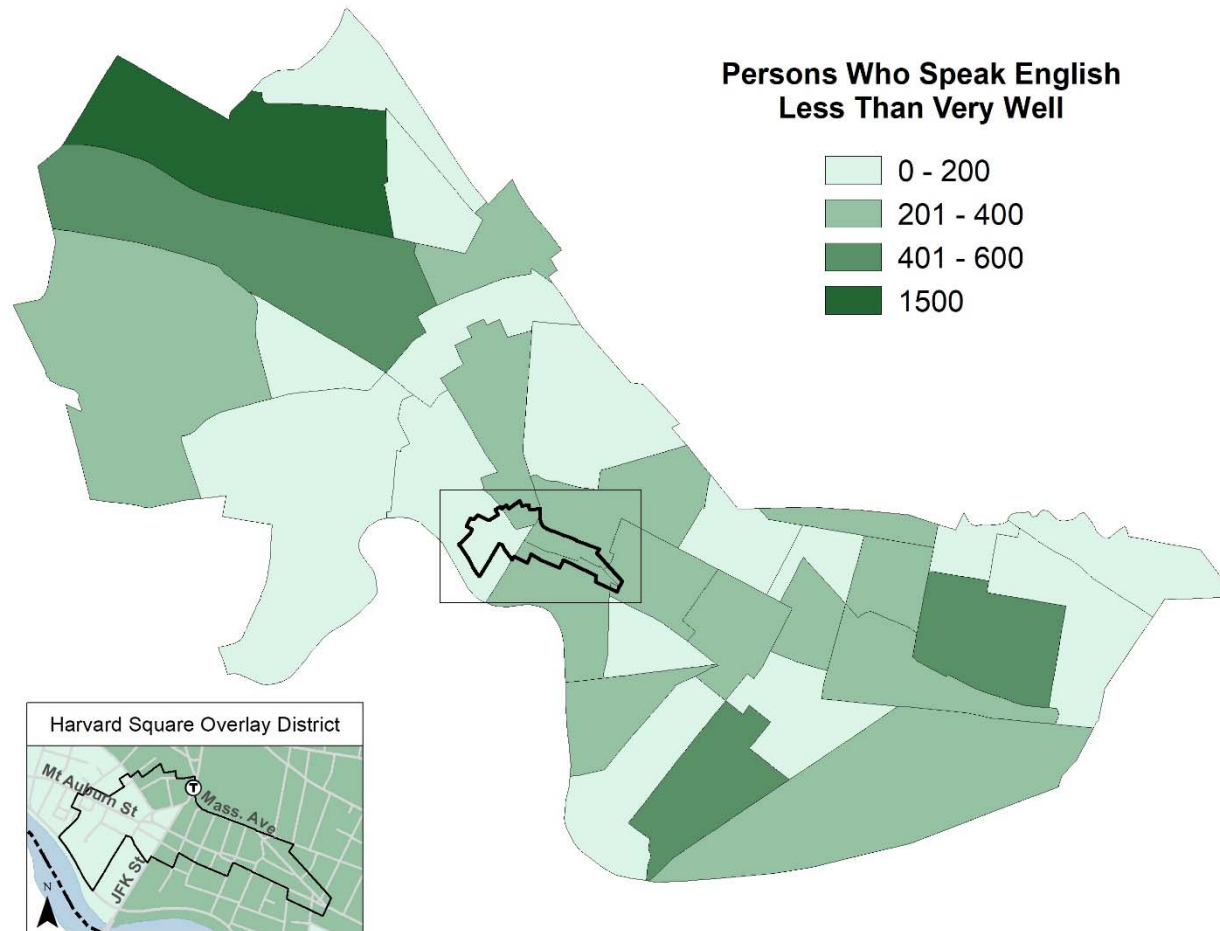 Persons Who Speak English
Less Than Very Well
0 - 200
201 - 400
401 - 600
1500
Harvard Square Overlay District
Mt Auburn St
T
Mass. Ave
JFK St
N